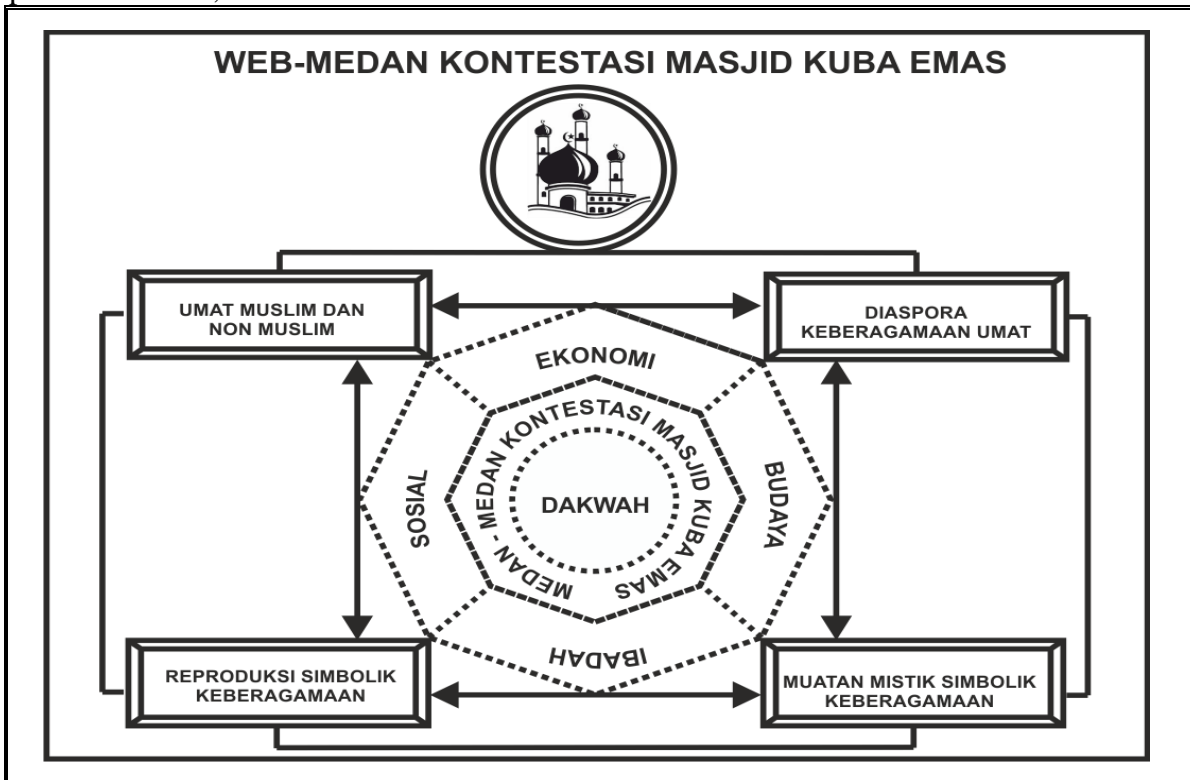 WEB-MEDAN KONTESTASI MASJID KUBA EMAS
UMAT MUSLIM DAN
NON MUSLIM
DIASPORA
KEBERAGAMAAN UMAT
EKONOMI
MEDAN - MEDAN KONTESTASI MASJID KUBA EMAS
SOSIAL
DAKWAH
BUDAYA
IBADAH
REPRODUKSI SIMBOLIK
KEBERAGAMAAN
MUATAN MISTIK SIMBOLIK
KEBERAGAMAAN